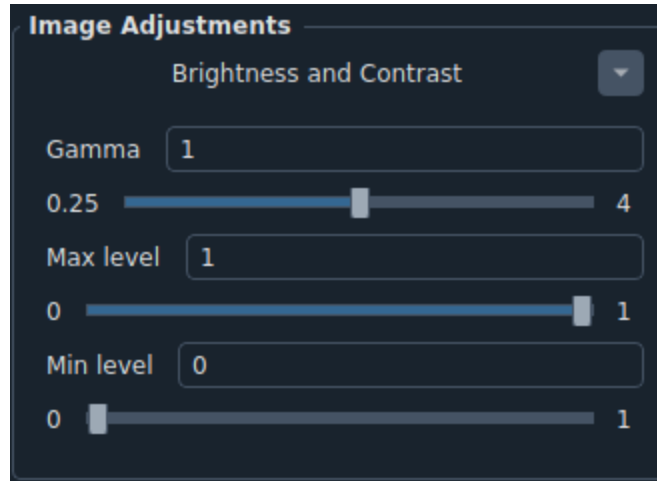 Image Adjustments
Brightness and Contrast
Gamma 1
0.25 4
Max level 1
0 1
Min level 0
0 1